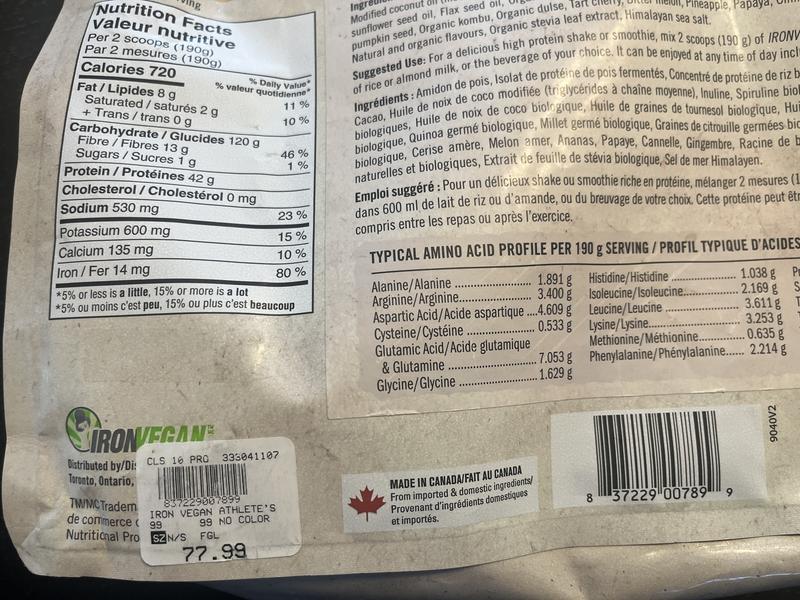 Nutrition Facts
Valeur nutritive
Per 2 scoops (190g)
Par 2 mesures (190g)
Calories 720
% Daily Value*
% valeur quotidienne*
Fat / Lipides 8 g 11 %
Saturated / saturés 2 g
+ Trans / trans 0 g 10 %
Carbohydrate / Glucides 120 g
Fibre / Fibres 13 g 46 %
Sugars / Sucres 1 g 1 %
Protein / Protéines 42 g
Cholesterol / Cholestérol 0 mg
Sodium 530 mg 23 %
Potassium 600 mg 15 %
Calcium 135 mg 10 %
Iron / Fer 14 mg 80 %
*5% or less is a little, 15% or more is a lot
*5% ou moins c'est peu, 15% ou plus c'est beaucoup
Modified coconut oil
sunflower seed oil, Flax seed oil,
pumpkin seed, Organic kombu, Organic dulse, Tart cherry, Bitter melon, Pineapple, Papaya,
Natural and organic flavours, Organic stevia leaf extract, Himalayan sea salt.
Suggested Use: For a delicious high protein shake or smoothie, mix 2 scoops (190 g) of IRONV
of rice or almond milk, or the beverage of your choice. It can be enjoyed at any time of day incl
Ingrédients : Amidon de pois, Isolat de protéine de pois fermentés, Concentré de protéine de riz b
Cacao, Huile de noix de coco modifiée (triglycérides à chaîne moyenne), Inuline, Spiruline biol
biologiques, Huile de noix de coco biologique, Huile de graines de tournesol biologique, Hui
biologique, Quinoa germé biologique, Millet germé biologique, Graines de citrouille germées bio
biologique, Cerise amère, Melon amer, Ananas, Papaye, Cannelle, Gingembre, Racine de b
naturelles et biologiques, Extrait de feuille de stévia biologique, Sel de mer Himalayen.
Emploi suggéré : Pour un délicieux shake ou smoothie riche en protéine, mélanger 2 mesures (1
dans 600 ml de lait de riz ou d'amande, ou du breuvage de votre choix. Cette protéine peut êtr
compris entre les repas ou après l'exercice.
TYPICAL AMINO ACID PROFILE PER 190 g SERVING / PROFIL TYPIQUE D'ACIDES
Alanine/Alanine 1.891 g
Arginine/Arginine 3.400 g
Aspartic Acid/Acide aspartique 4.609 g
Cysteine/Cystéine 0.533 g
Glutamic Acid/Acide glutamique
& Glutamine 7.053 g
Glycine/Glycine 1.629 g
Histidine/Histidine 1.038 g
Isoleucine/Isoleucine 2.169 g
Leucine/Leucine 3.611 g
Lysine/Lysine 3.253 g
Methionine/Méthionine 0.635 g
Phenylalanine/Phénylalanine 2.214 g
IRONVEGAN
Distributed by/Di
Toronto, Ontario,
TM/MC Tradem
de commerce
Nutritional Pro
CLS 10 PRO 333041107
837229007899
IRON VEGAN ATHLETE'S
99 99 NO COLOR
SZ N/S FGL
77.99
MADE IN CANADA/FAIT AU CANADA
From imported & domestic ingredients/
Provenant d'ingrédients domestiques
et importés.
8 37229 00789 9
9040V2